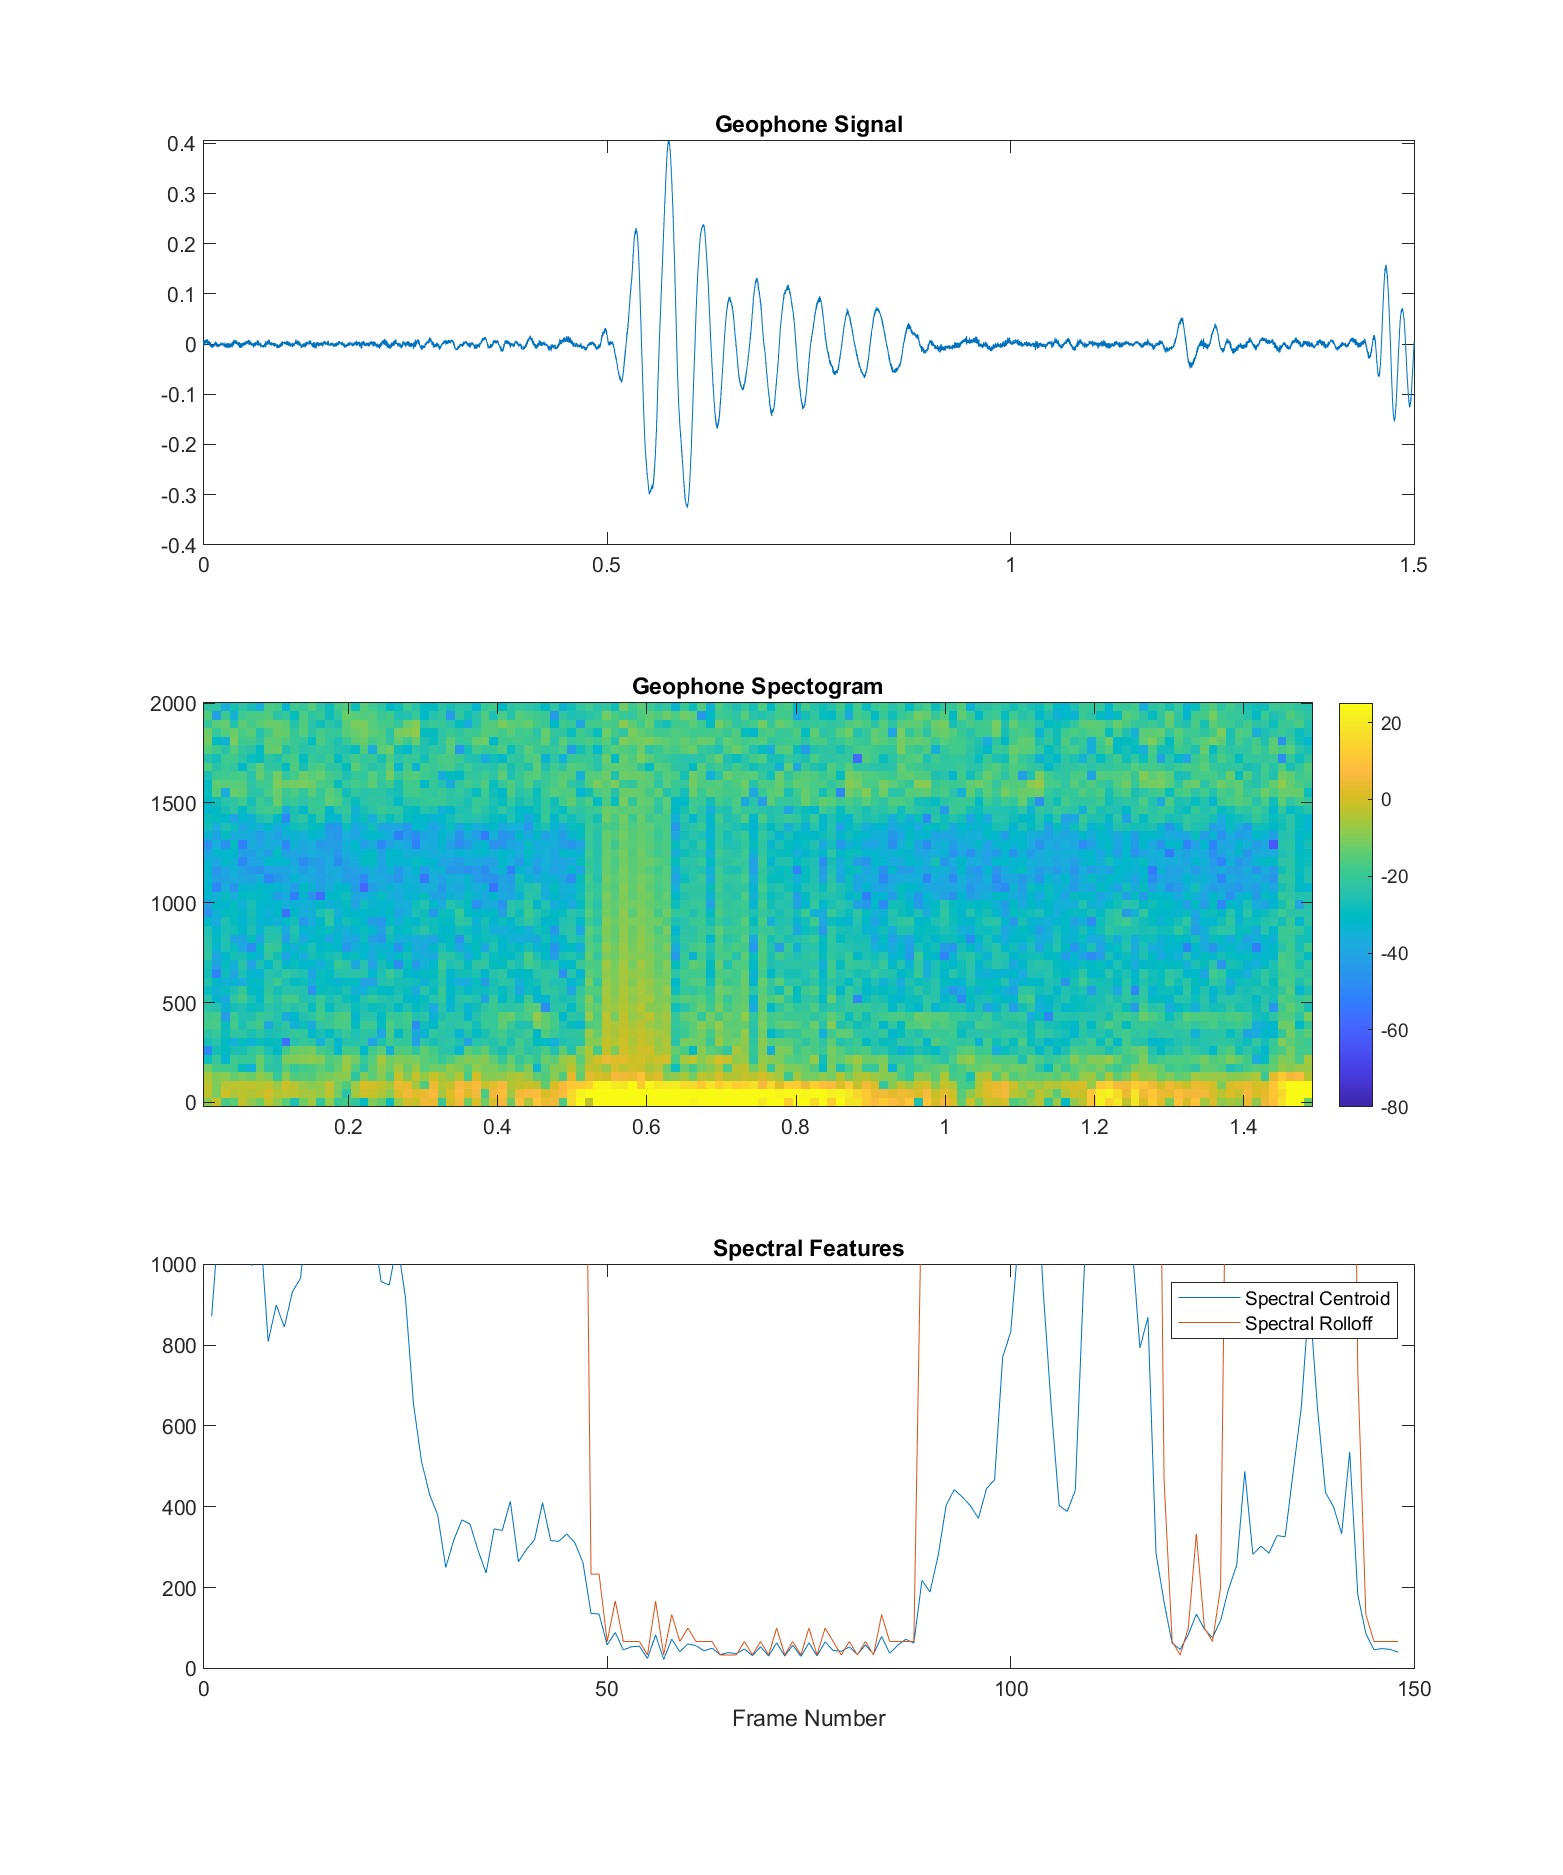 Geophone Signal
0.4
0.3
0.2
0.1
0
-0.1
-0.2
-0.3
-0.4
0 0.5 1 1.5
Geophone Spectogram
2000
1500
1000
500
0
0.2 0.4 0.6 0.8 1 1.2 1.4
20
0
-20
-40
-60
-80
Spectral Features
1000
800
600
400
200
0
Spectral Centroid
Spectral Rolloff
0 50 100 150
Frame Number